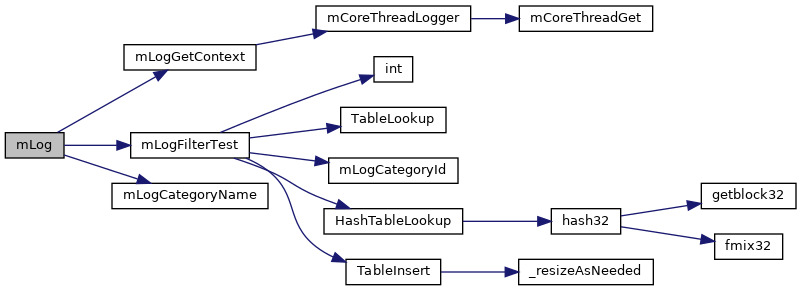 mLog
mLogGetContext
mCoreThreadLogger
mCoreThreadGet
mLogFilterTest
int
TableLookup
mLogCategoryId
HashTableLookup
hash32
getblock32
fmix32
TableInsert
_resizeAsNeeded
mLogCategoryName